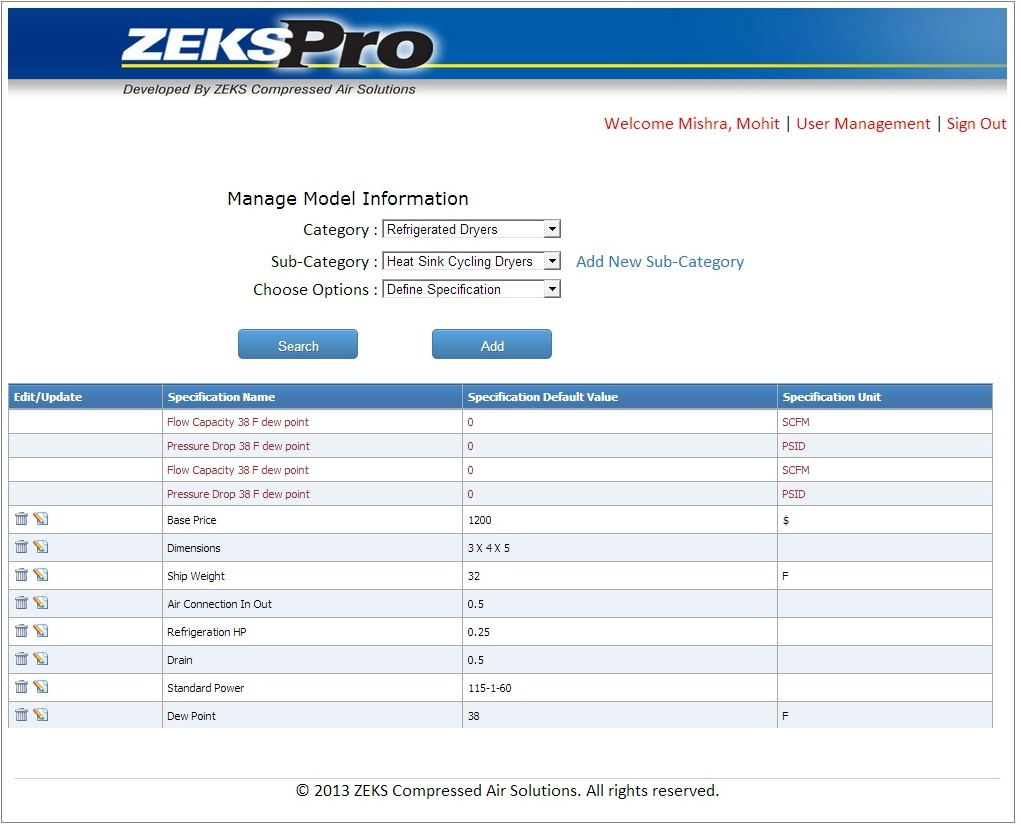 ZEKSPro
Developed By ZEKS Compressed Air Solutions
Welcome Mishra, Mohit | User Management | Sign Out
Manage Model Information
Category : Refrigerated Dryers
Sub-Category : Heat Sink Cycling Dryers Add New Sub-Category
Choose Options : Define Specification
Search Add
Edit/Update Specification Name Specification Default Value Specification Unit
Flow Capacity 38 F dew point 0 SCFM
Pressure Drop 38 F dew point 0 PSID
Flow Capacity 38 F dew point 0 SCFM
Pressure Drop 38 F dew point 0 PSID
Base Price 1200 $
Dimensions 3 X 4 X 5
Ship Weight 32 F
Air Connection In Out 0.5
Refrigeration HP 0.25
Drain 0.5
Standard Power 115-1-60
Dew Point 38 F
© 2013 ZEKS Compressed Air Solutions. All rights reserved.